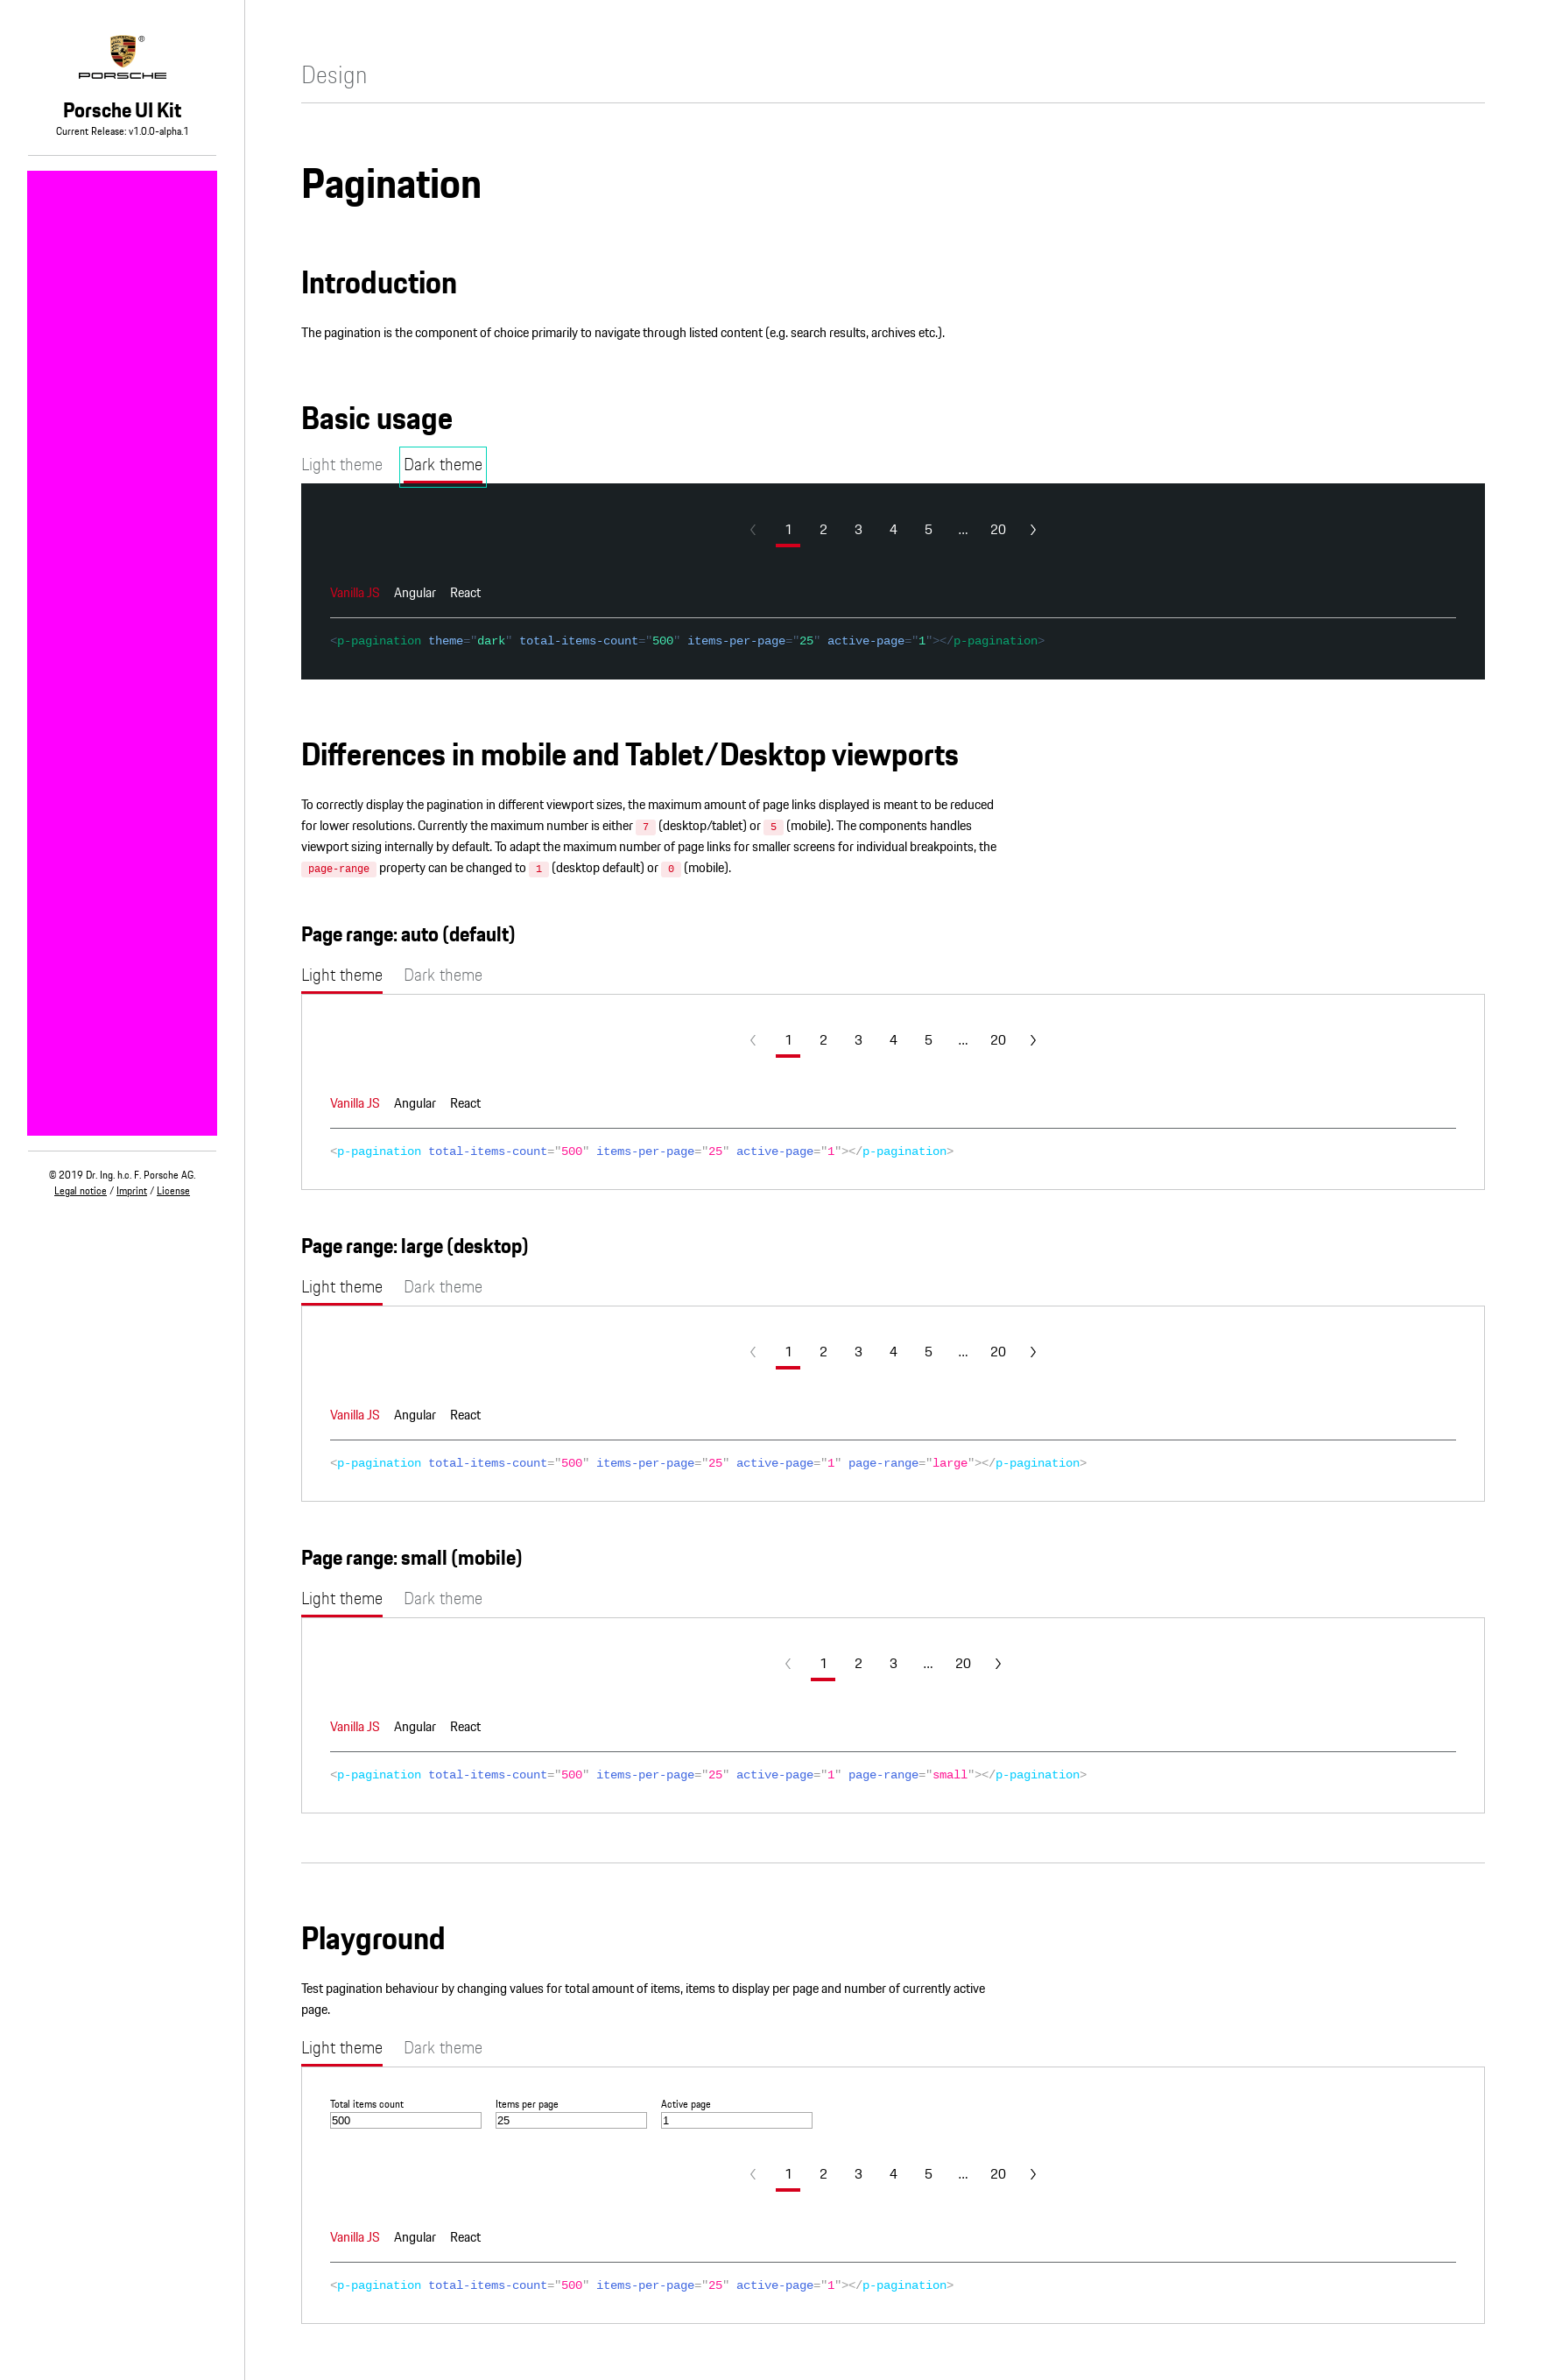 ®
PORSCHE
Porsche UI Kit
Current Release: v1.0.0-alpha.1
© 2019 Dr. Ing. h.c. F. Porsche AG.
Legal notice / Imprint / License
Design
Pagination
Introduction
The pagination is the component of choice primarily to navigate through listed content (e.g. search results, archives etc.).
Basic usage
Light theme Dark theme
1 2 3 4 5 ... 20
Vanilla JS Angular React
<p-pagination theme="dark" total-items-count="500" items-per-page="25" active-page="1"></p-pagination>
Differences in mobile and Tablet/Desktop viewports
To correctly display the pagination in different viewport sizes, the maximum amount of page links displayed is meant to be reduced
for lower resolutions. Currently the maximum number is either 7 (desktop/tablet) or 5 (mobile). The components handles
viewport sizing internally by default. To adapt the maximum number of page links for smaller screens for individual breakpoints, the
page-range property can be changed to 1 (desktop default) or 0 (mobile).
Page range: auto (default)
Light theme Dark theme
1 2 3 4 5 ... 20
Vanilla JS Angular React
<p-pagination total-items-count="500" items-per-page="25" active-page="1"></p-pagination>
Page range: large (desktop)
Light theme Dark theme
1 2 3 4 5 ... 20
Vanilla JS Angular React
<p-pagination total-items-count="500" items-per-page="25" active-page="1" page-range="large"></p-pagination>
Page range: small (mobile)
Light theme Dark theme
1 2 3 ... 20
Vanilla JS Angular React
<p-pagination total-items-count="500" items-per-page="25" active-page="1" page-range="small"></p-pagination>
Playground
Test pagination behaviour by changing values for total amount of items, items to display per page and number of currently active
page.
Light theme Dark theme
Total items count Items per page Active page
500 25 1
1 2 3 4 5 ... 20
Vanilla JS Angular React
<p-pagination total-items-count="500" items-per-page="25" active-page="1"></p-pagination>